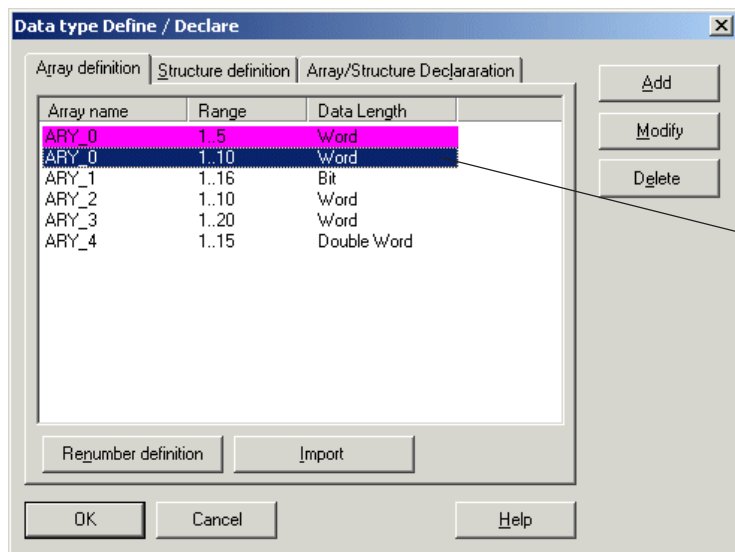 Data type Define / Declare
Array definition Structure definition Array/Structure Declararation
Array name Range Data Length
ARY_0 1..5 Word
ARY_0 1..10 Word
ARY_1 1..16 Bit
ARY_2 1..10 Word
ARY_3 1..20 Word
ARY_4 1..15 Double Word
Add
Modify
Delete
Renumber definition Import
OK Cancel Help